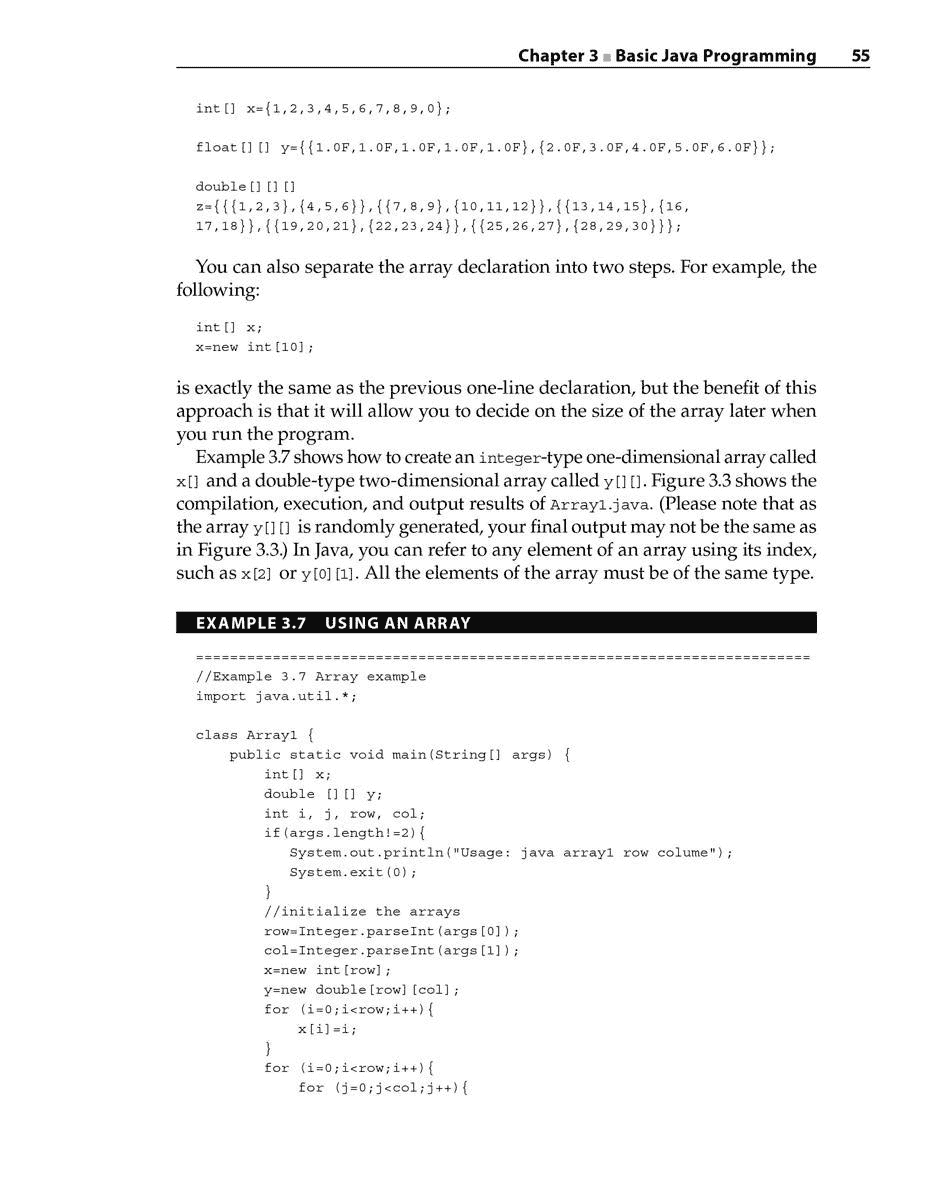 Chapter 3 ■ Basic Java Programming 55
int[] x={1,2,3,4,5,6,7,8,9,0};
float[][] y={{1.0F,1.0F,1.0F,1.0F,1.0F},{2.0F,3.0F,4.0F,5.0F,6.0F}};
double[][][]
z={{{1,2,3},{4,5,6}},{{7,8,9},{10,11,12}},{{13,14,15},{16,
17,18}},{{19,20,21},{22,23,24}},{{25,26,27},{28,29,30}}};
You can also separate the array declaration into two steps. For example, the
following:
int[] x;
x=new int[10];
is exactly the same as the previous one-line declaration, but the benefit of this
approach is that it will allow you to decide on the size of the array later when
you run the program.
Example 3.7 shows how to create an integer-type one-dimensional array called
x[] and a double-type two-dimensional array called y[][]. Figure 3.3 shows the
compilation, execution, and output results of Array1.java. (Please note that as
the array y[][] is randomly generated, your final output may not be the same as
in Figure 3.3.) In Java, you can refer to any element of an array using its index,
such as x[2] or y[0][1]. All the elements of the array must be of the same type.
EXAMPLE 3.7 USING AN ARRAY
========================================================================
//Example 3.7 Array example
import java.util.*;
class Array1 {
public static void main(String[] args) {
int[] x;
double [][] y;
int i, j, row, col;
if(args.length!=2){
System.out.println("Usage: java array1 row colume");
System.exit(0);
}
//initialize the arrays
row=Integer.parseInt(args[0]);
col=Integer.parseInt(args[1]);
x=new int[row];
y=new double[row][col];
for (i=0;i<row;i++){
x[i]=i;
}
for (i=0;i<row;i++){
for (j=0;j<col;j++){